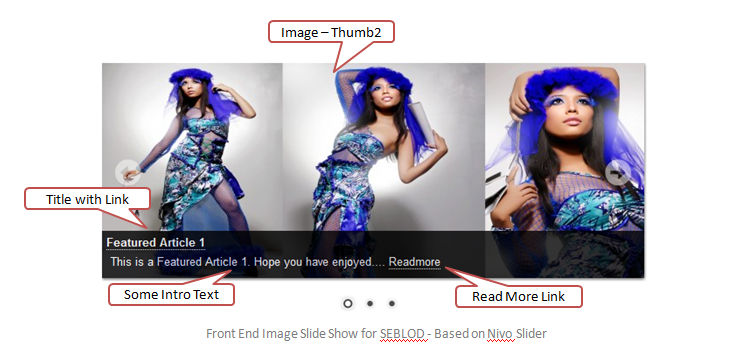 Image – Thumb2
Title with Link
Featured Article 1
This is a Featured Article 1. Hope you have enjoyed.... Readmore
Some Intro Text
Read More Link
Front End Image Slide Show for SEBLOD - Based on Nivo Slider